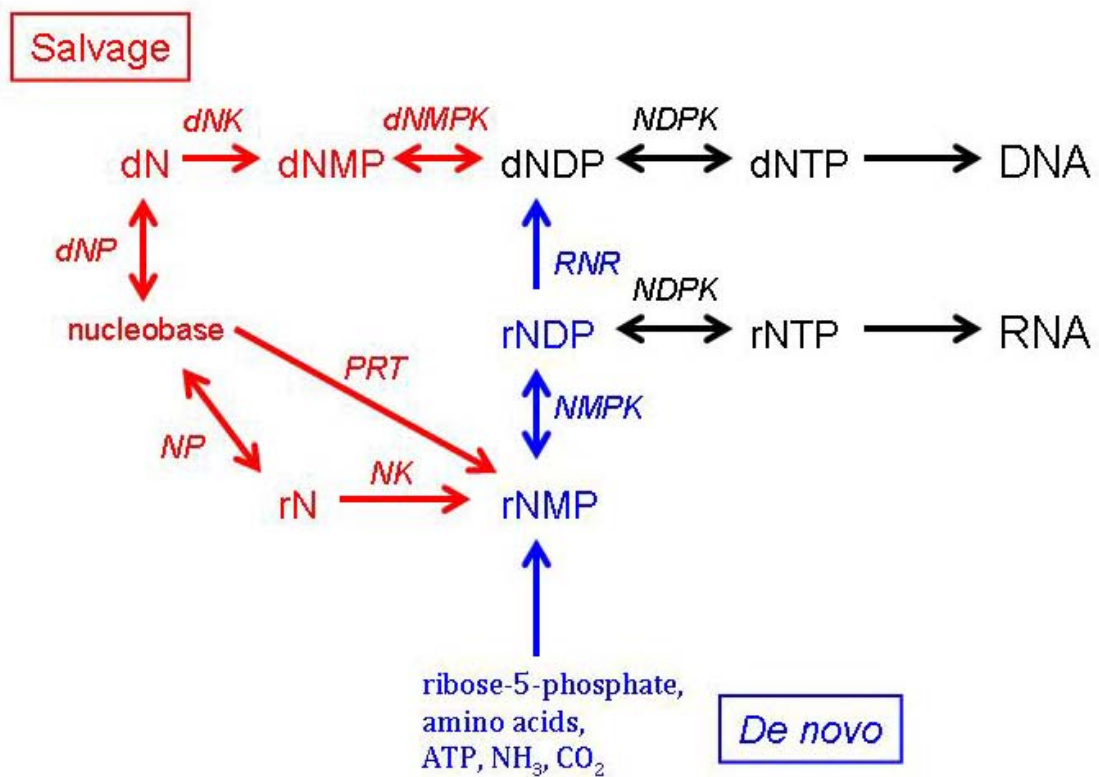 Salvage
dNK dNMPK NDPK
dN dNMP dNDP dNTP DNA
dNP RNR
NDPK
nucleobase rNDP rNTP RNA
PRT
NMPK
NP NK
rN rNMP
ribose-5-phosphate,
amino acids,
ATP, NH₃, CO₂
De novo